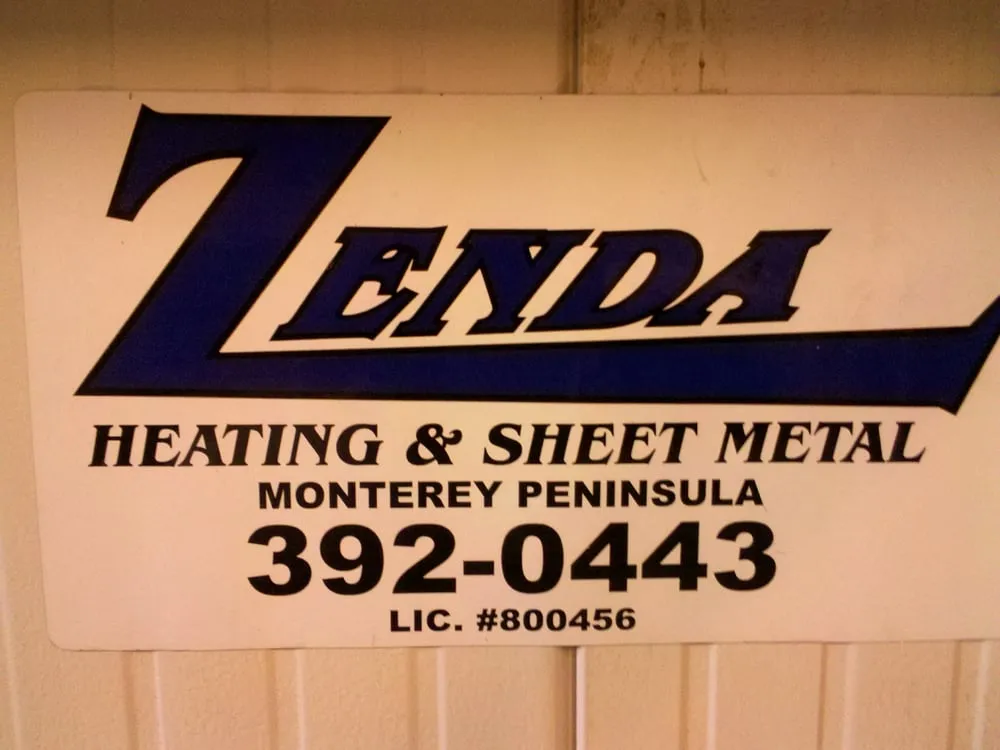 ZENDA
HEATING & SHEET METAL
MONTEREY PENINSULA
392-0443
LIC. #800456